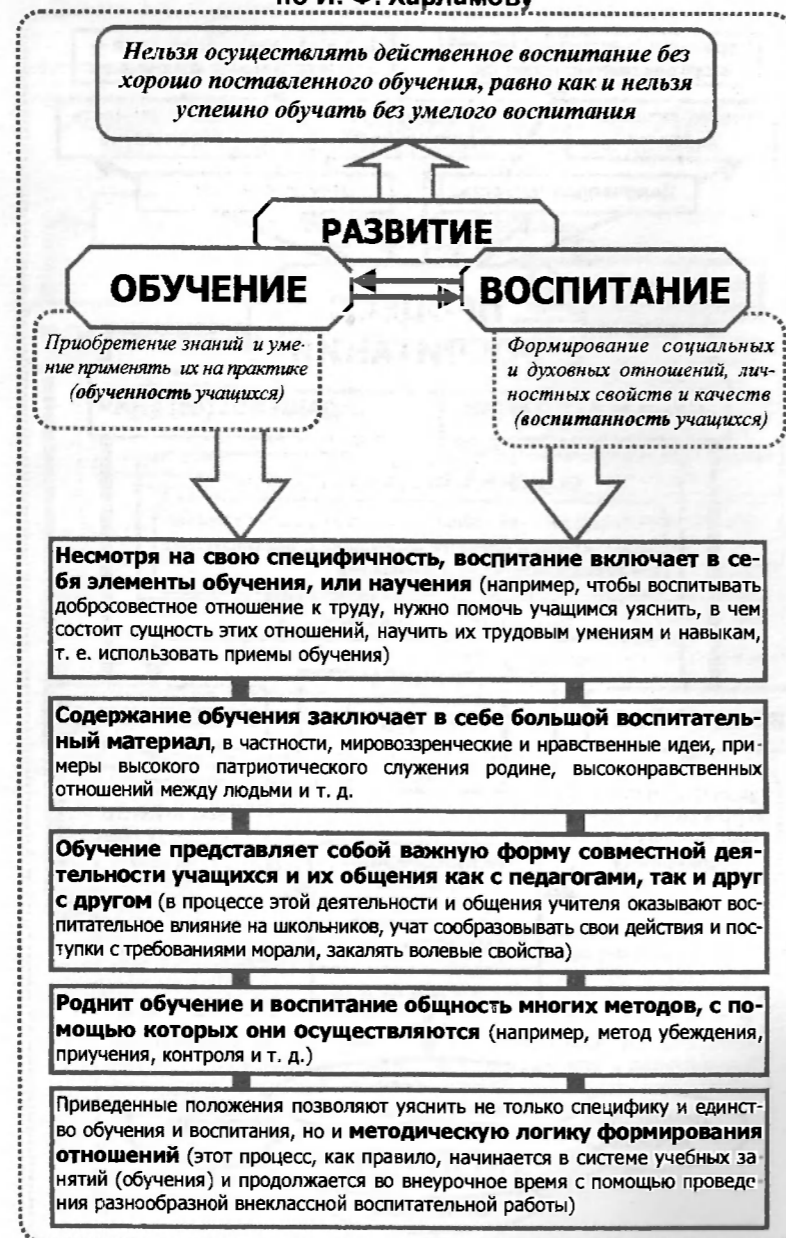 по И. Ф. Харламову
Нельзя осуществлять действенное воспитание без
хорошо поставленного обучения, равно как и нельзя
успешно обучать без умелого воспитания
РАЗВИТИЕ
ОБУЧЕНИЕ
ВОСПИТАНИЕ
Приобретение знаний и уме-
ние применять их на практике
(обученность учащихся)
Формирование социальных
и духовных отношений, лич-
ностных свойств и качеств
(воспитанность учащихся)
Несмотря на свою специфичность, воспитание включает в се-
бя элементы обучения, или научения (например, чтобы воспитывать
добросовестное отношение к труду, нужно помочь учащимся уяснить, в чем
состоит сущность этих отношений, научить их трудовым умениям и навыкам,
т. е. использовать приемы обучения)
Содержание обучения заключает в себе большой воспитатель-
ный материал, в частности, мировоззренческие и нравственные идеи, при-
меры высокого патриотического служения родине, высоконравственных
отношений между людьми и т. д.
Обучение представляет собой важную форму совместной дея-
тельности учащихся и их общения как с педагогами, так и друг
с другом (в процессе этой деятельности и общения учителя оказывают вос-
питательное влияние на школьников, учат сообразовывать свои действия и пос-
тупки с требованиями морали, закалять волевые свойства)
Роднит обучение и воспитание общность многих методов, с по-
мощью которых они осуществляются (например, метод убеждения,
приучения, контроля и т. д.)
Приведенные положения позволяют уяснить не только специфику и единст-
во обучения и воспитания, но и методическую логику формирования
отношений (этот процесс, как правило, начинается в системе учебных за
нятий (обучения) и продолжается во внеурочное время с помощью проведе
ния разнообразной внеклассной воспитательной работы)